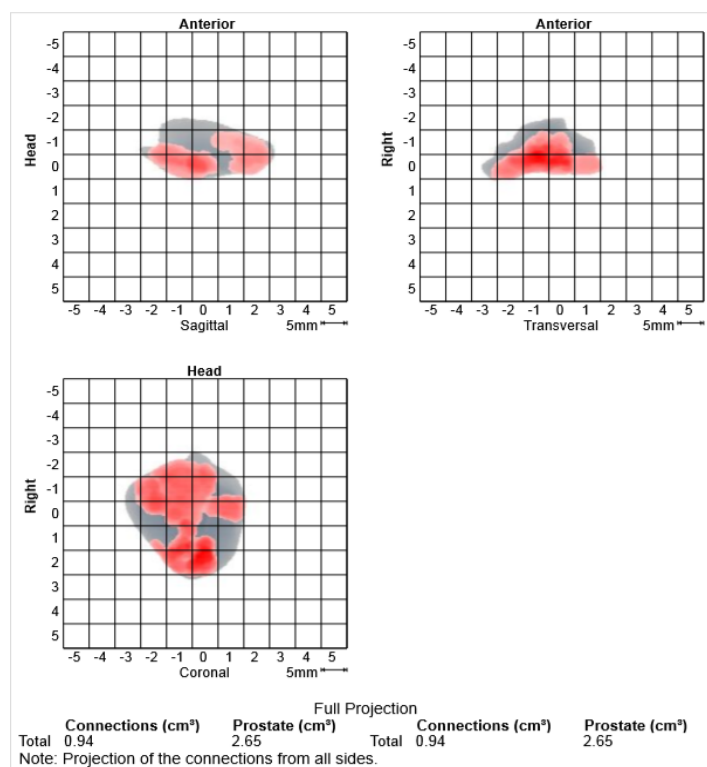 Anterior
-5
-4
-3
-2
-1
0
1
2
3
4
5
Head
-5 -4 -3 -2 -1 0 1 2 3 4 5
Sagittal 5mm
Anterior
-5
-4
-3
-2
-1
0
1
2
3
4
5
Right
-5 -4 -3 -2 -1 0 1 2 3 4 5
Transversal 5mm
Head
-5
-4
-3
-2
-1
0
1
2
3
4
5
Right
-5 -4 -3 -2 -1 0 1 2 3 4 5
Coronal 5mm
Full Projection
Connections (cm³) Prostate (cm³) Connections (cm³) Prostate (cm³)
Total 0.94 2.65 Total 0.94 2.65
Note: Projection of the connections from all sides.